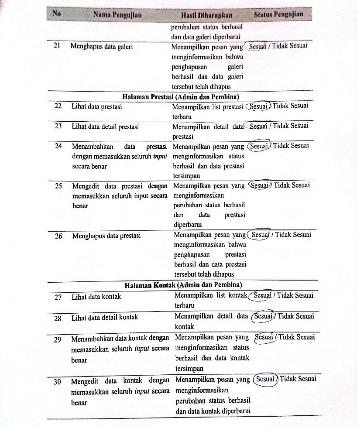 No Nama Pengujian Hasil Diharapkan Status Pengujian
perubahan status berhasil
dan data galeri diperbarui
21 Menghapus data galeri Menampilkan pesan yang Sesuai / Tidak Sesuai
menginformasikan bahwa
penghapusan galeri
berhasil dan data galeri
tersebut telah dihapus
Halaman Prestasi (Admin dan Pembina)
22 Lihat data prestasi Menampilkan list prestasi Sesuai / Tidak Sesuai
terbaru
23 Lihat data detail prestasi Menampilkan detail data Sesuai / Tidak Sesuai
prestasi
24 Menambahkan data prestasi Menampilkan pesan yang Sesuai / Tidak Sesuai
dengan memasukkan seluruh input menginformasikan status
secara benar berhasil dan data prestasi
tersimpan
25 Mengedit data prestasi dengan Menampilkan pesan yang Sesuai / Tidak Sesuai
memasukkan seluruh input secara menginformasikan
benar perubahan status berhasil
dan data prestasi
diperbarui
26 Menghapus data prestasi Menampilkan pesan yang Sesuai / Tidak Sesuai
menginformasikan bahwa
penghapusan prestasi
berhasil dan data prestasi
tersebut telah dihapus
Halaman Kontak (Admin dan Pembina)
27 Lihat data kontak Menampilkan list kontak Sesuai / Tidak Sesuai
terbaru
28 Lihat data detail kontak Menampilkan detail data Sesuai / Tidak Sesuai
kontak
29 Menambahkan data kontak dengan Menampilkan pesan yang Sesuai / Tidak Sesuai
memasukkan seluruh input secara menginformasikan status
benar berhasil dan data kontak
tersimpan
30 Mengedit data kontak dengan Menampilkan pesan yang Sesuai / Tidak Sesuai
memasukkan seluruh input secara menginformasikan
benar perubahan status berhasil
dan data kontak diperbarui